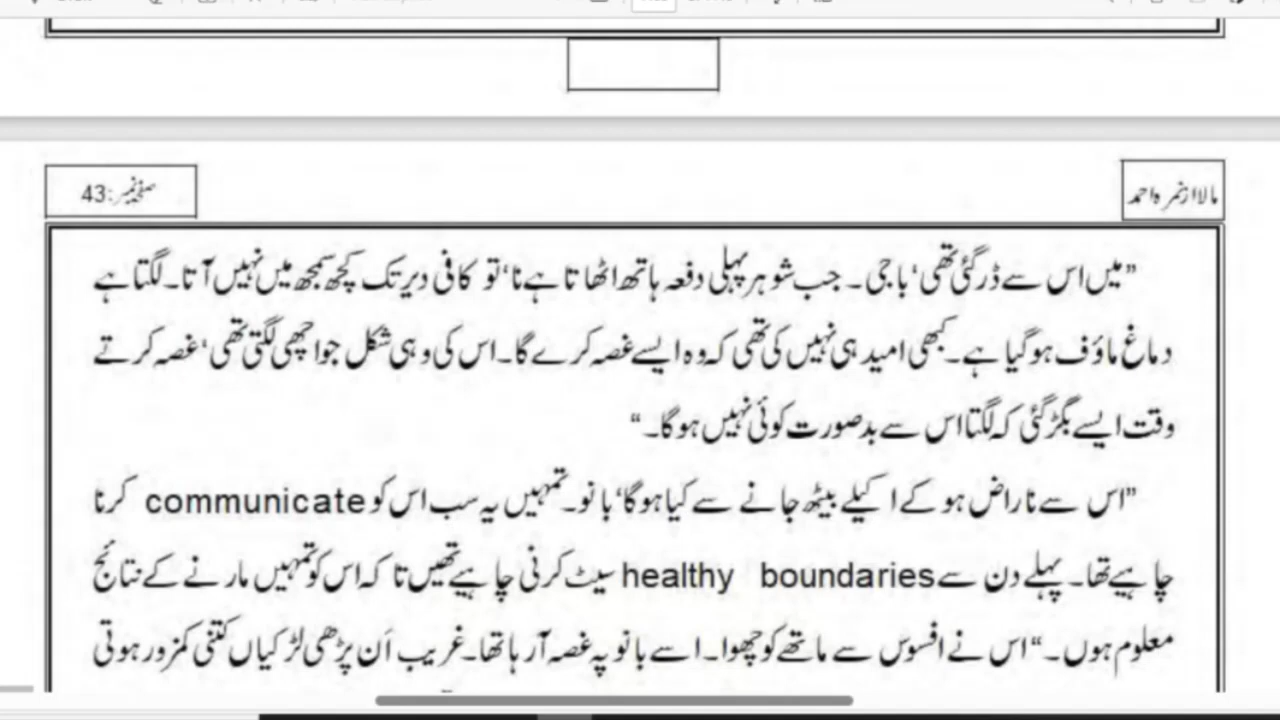 مالا از نمرہ احمد
صفحہ نمبر:43
”میں اس سے ڈر گئی تھی‘ باجی۔ جب شوہر پہلی دفعہ ہاتھ اٹھاتا ہے نا‘ تو کافی دیر تک کچھ سمجھ میں نہیں آتا۔ لگتا ہے
دماغ ماؤف ہو گیا ہے۔ کبھی امید ہی نہیں کی تھی کہ وہ ایسے غصہ کرے گا۔ اس کی وہی شکل جو اچھی لگتی تھی‘ غصہ کرتے
وقت ایسے بگڑ گئی کہ لگتا اس سے بدصورت کوئی نہیں ہوگا۔“
”اس سے ناراض ہو کے اکیلے بیٹھ جانے سے کیا ہوگا‘ بانو۔ تمہیں یہ سب اس کو communicate کرنا
چاہیے تھا۔ پہلے دن سے healthy boundaries سیٹ کرنی چاہیے تھیں تا کہ اس کو تمہیں مارنے کے نتائج
معلوم ہوں۔“ اس نے افسوس سے ماتھے کو چھوا۔ اسے بانو پہ غصہ آرہا تھا۔ غریب اَن پڑھی لڑکیاں کتنی کمزور ہوتی